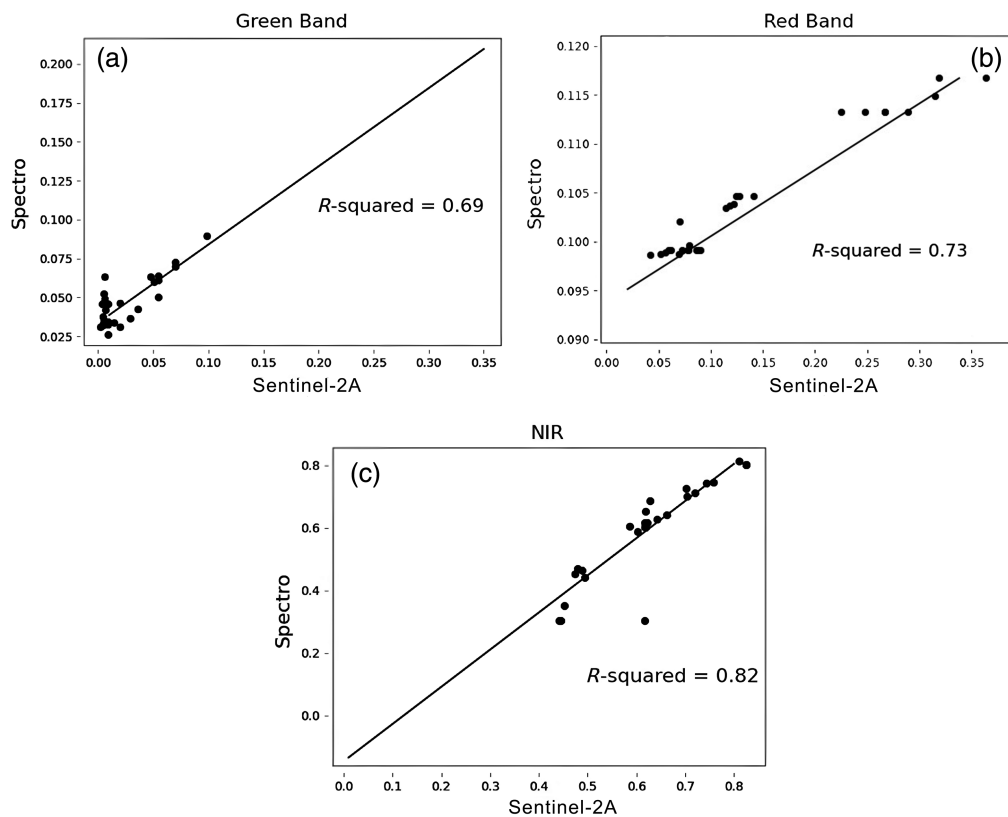 Green Band
(a)
0.200
0.175
0.150
0.125
0.100
0.075
0.050
0.025
Spectro
R-squared = 0.69
0.00 0.05 0.10 0.15 0.20 0.25 0.30 0.35
Sentinel-2A
Red Band
(b)
0.120
0.115
0.110
0.105
0.100
0.095
0.090
Spectro
R-squared = 0.73
0.00 0.05 0.10 0.15 0.20 0.25 0.30 0.35
Sentinel-2A
NIR
(c)
0.8
0.6
0.4
0.2
0.0
Spectro
R-squared = 0.82
0.0 0.1 0.2 0.3 0.4 0.5 0.6 0.7 0.8
Sentinel-2A